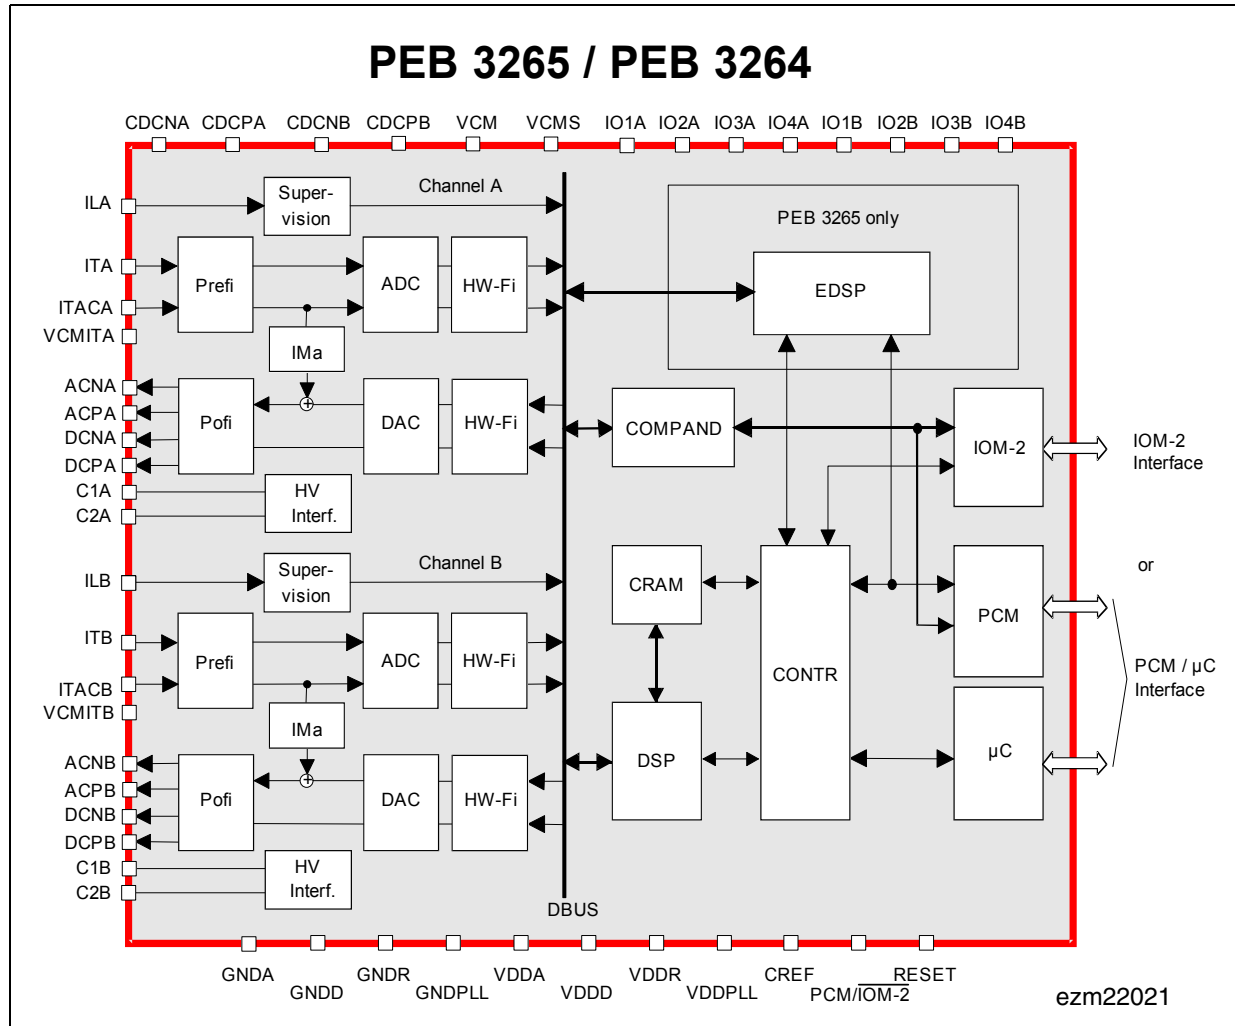 PEB 3265 / PEB 3264
CDCNA CDCPA CDCNB CDCPB VCM VCMS IO1A IO2A IO3A IO4A IO1B IO2B IO3B IO4B
ILA
Super-
vision
Channel A
PEB 3265 only
ITA
Prefi
ADC
HW-Fi
EDSP
ITACA
VCMITA
IMa
ACNA
ACPA
DCNA
DCPA
Pofi
+
DAC
HW-Fi
COMPAND
IOM-2
IOM-2
Interface
C1A
C2A
HV
Interf.
ILB
Super-
vision
Channel B
CRAM
CONTR
PCM
or
ITB
Prefi
ADC
HW-Fi
ITACB
VCMITB
IMa
PCM / µC
Interface
ACNB
ACPB
DCNB
DCPB
Pofi
+
DAC
HW-Fi
DSP
µC
C1B
C2B
HV
Interf.
DBUS
GNDA GNDD GNDR GNDPLL VDDA VDDD VDDR VDDPLL CREF PCM/IOM-2 RESET
ezm22021